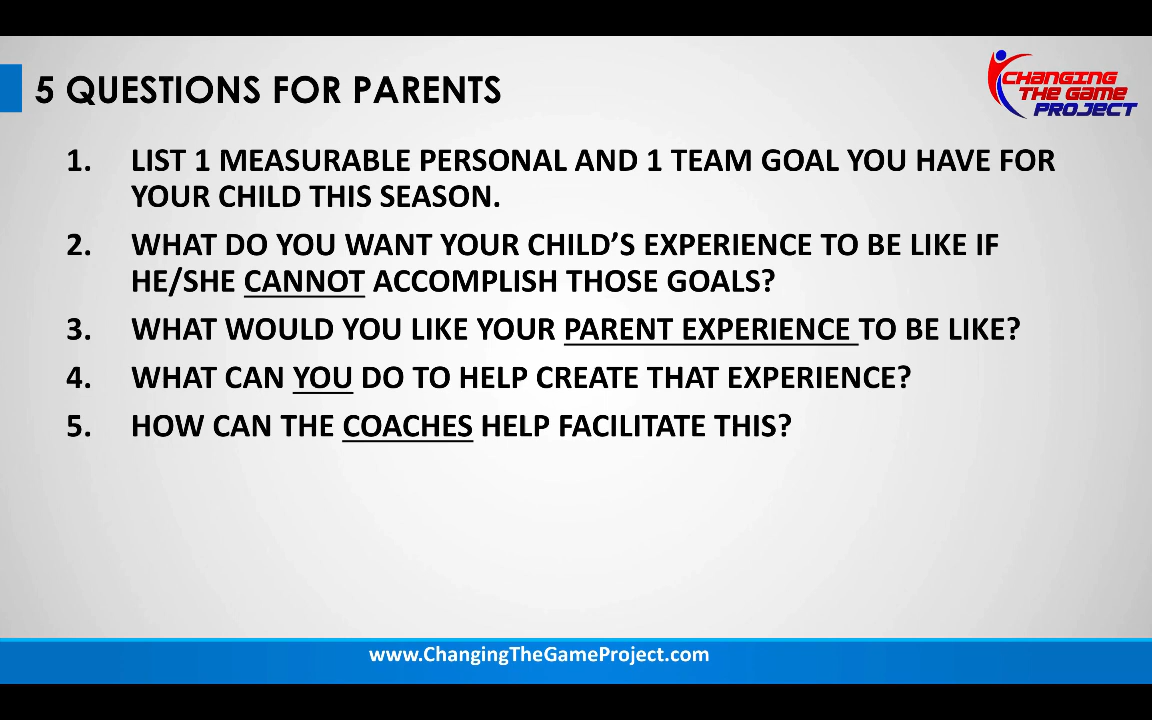 5 QUESTIONS FOR PARENTS
CHANGING
THE GAME
PROJECT
1. LIST 1 MEASURABLE PERSONAL AND 1 TEAM GOAL YOU HAVE FOR
YOUR CHILD THIS SEASON.
2. WHAT DO YOU WANT YOUR CHILD’S EXPERIENCE TO BE LIKE IF
HE/SHE CANNOT ACCOMPLISH THOSE GOALS?
3. WHAT WOULD YOU LIKE YOUR PARENT EXPERIENCE TO BE LIKE?
4. WHAT CAN YOU DO TO HELP CREATE THAT EXPERIENCE?
5. HOW CAN THE COACHES HELP FACILITATE THIS?
www.ChangingTheGameProject.com